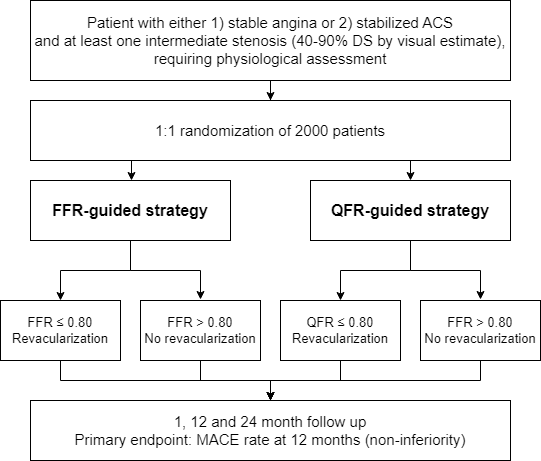 Patient with either 1) stable angina or 2) stabilized ACS
and at least one intermediate stenosis (40-90% DS by visual estimate),
requiring physiological assessment
1:1 randomization of 2000 patients
FFR-guided strategy
QFR-guided strategy
FFR ≤ 0.80
Revacularization
FFR > 0.80
No revacularization
QFR ≤ 0.80
Revacularization
FFR > 0.80
No revacularization
1, 12 and 24 month follow up
Primary endpoint: MACE rate at 12 months (non-inferiority)